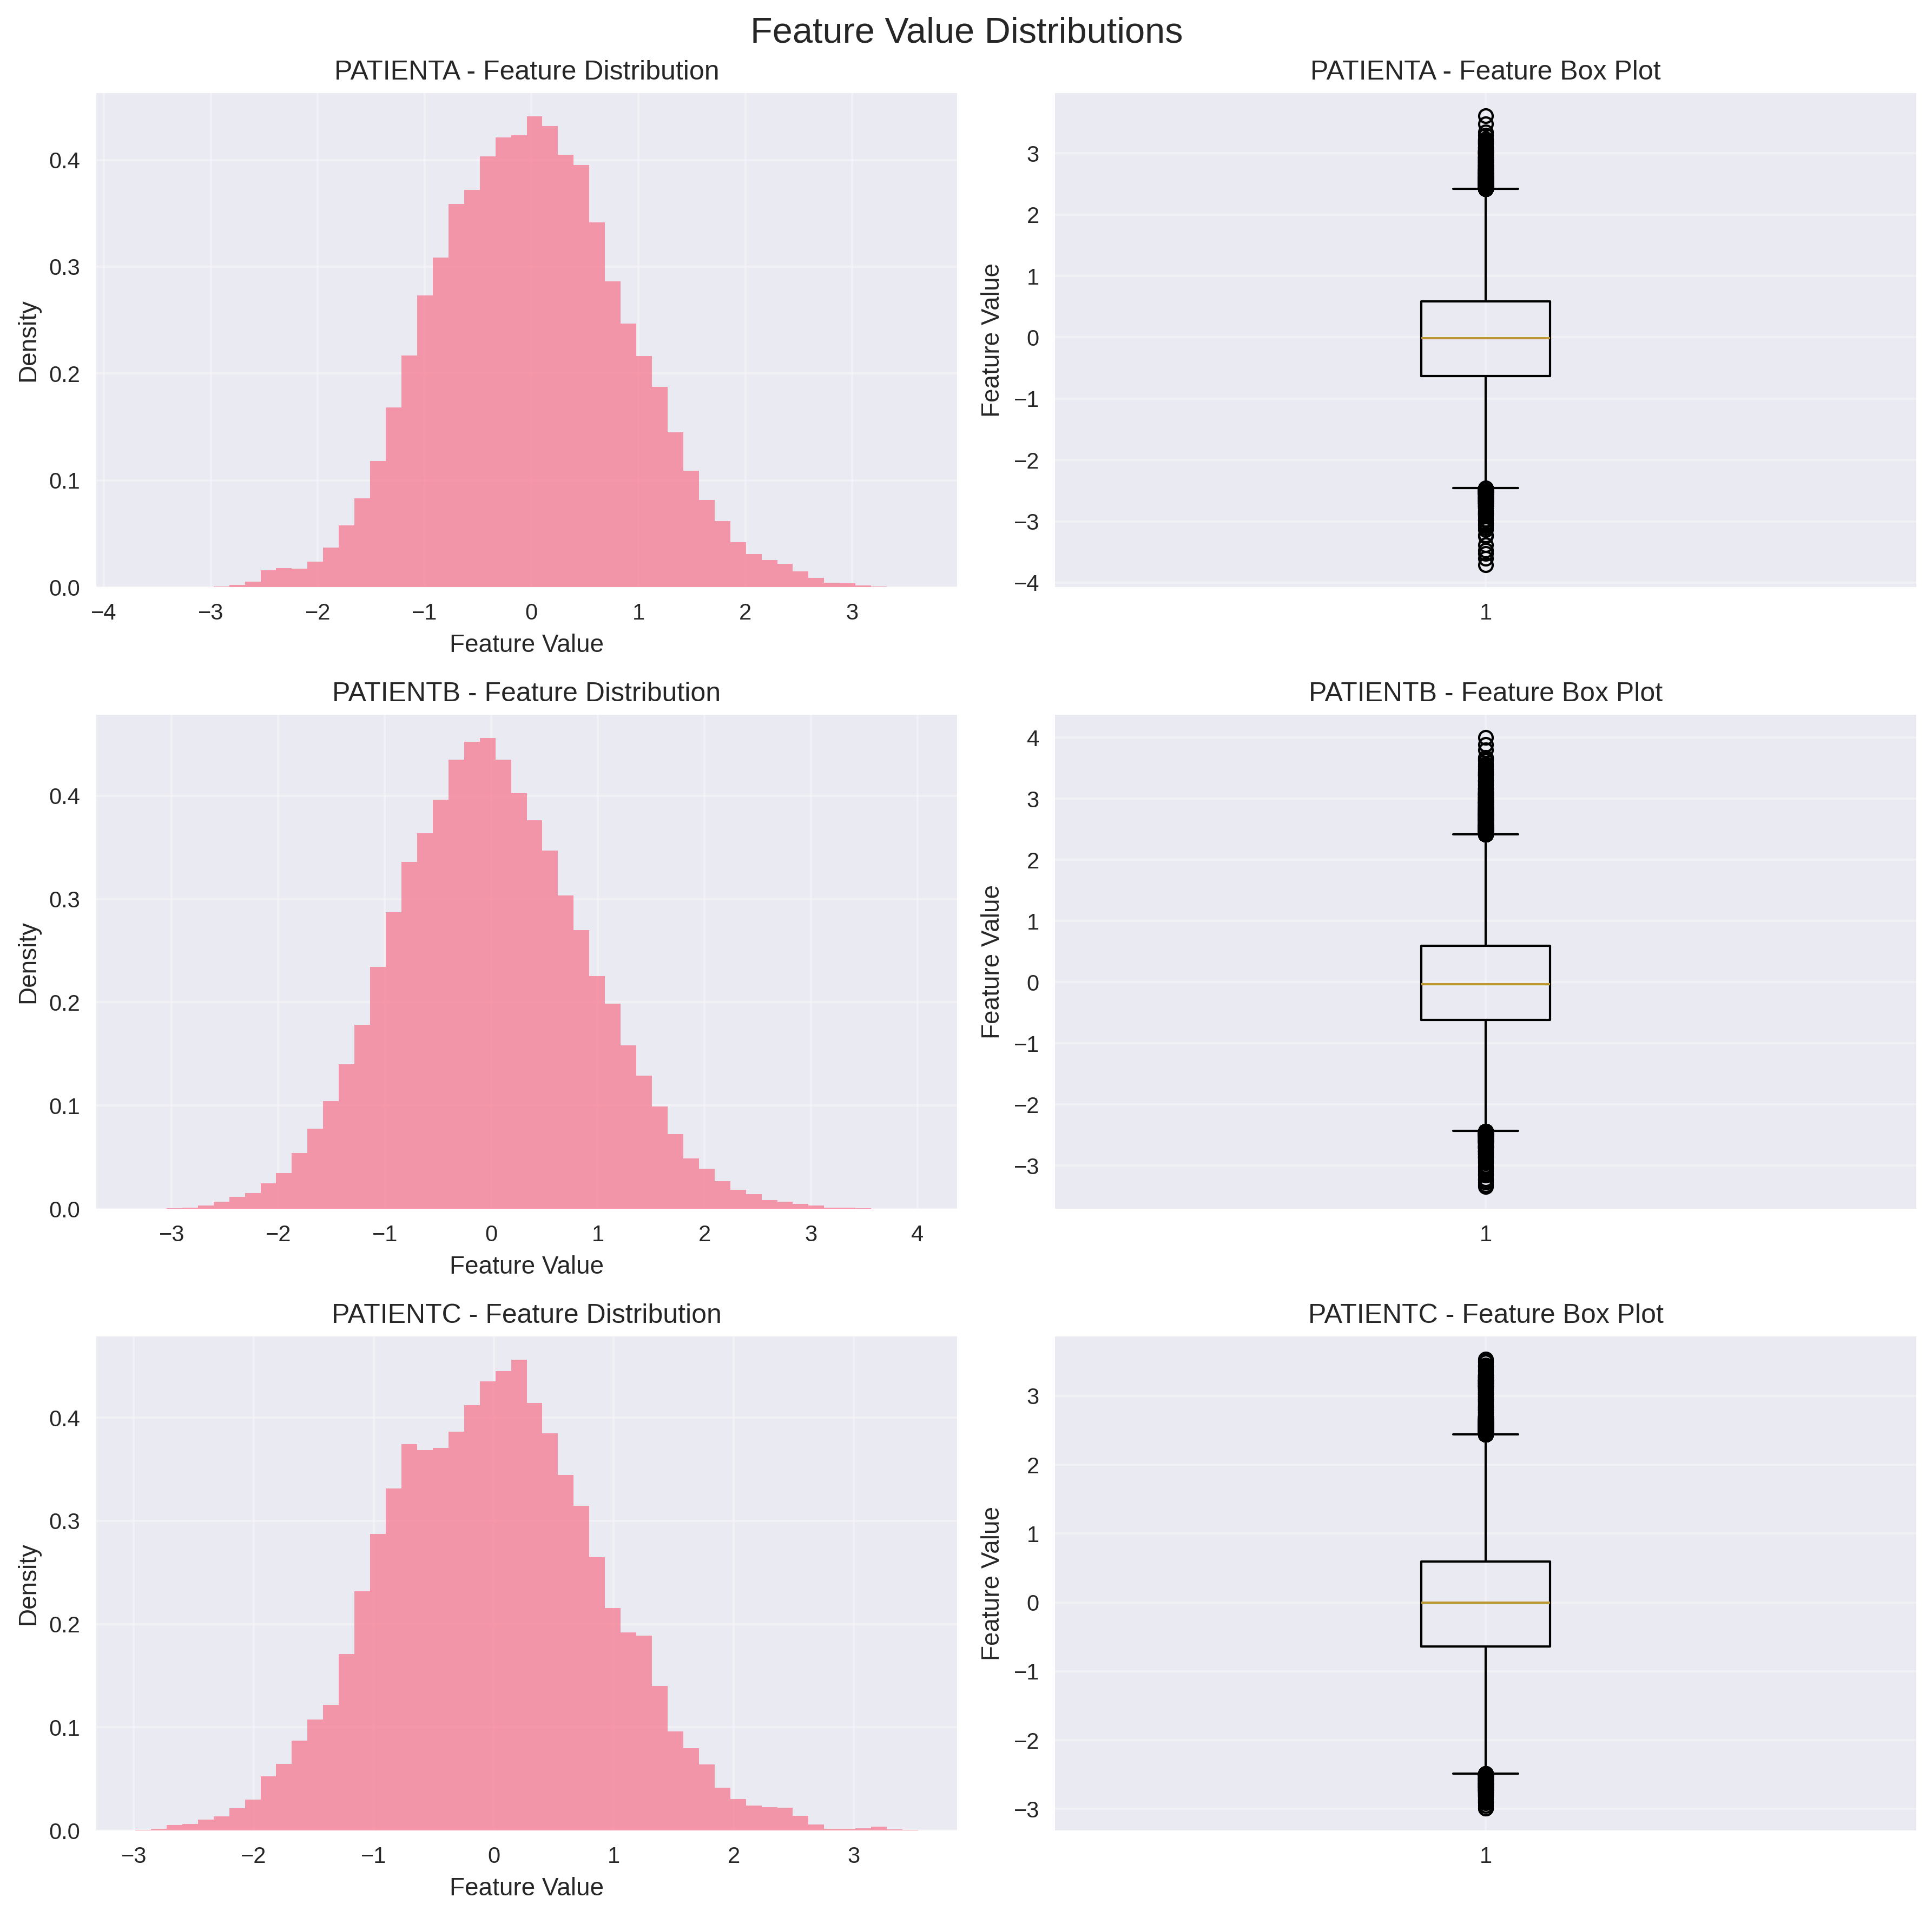 Feature Value Distributions
PATIENTA - Feature Distribution
0.4
0.3
0.2
0.1
0.0
Density
−4 −3 −2 −1 0 1 2 3
Feature Value
PATIENTA - Feature Box Plot
3
2
1
0
−1
−2
−3
−4
Feature Value
1
PATIENTB - Feature Distribution
0.4
0.3
0.2
0.1
0.0
Density
−3 −2 −1 0 1 2 3 4
Feature Value
PATIENTB - Feature Box Plot
4
3
2
1
0
−1
−2
−3
Feature Value
1
PATIENTC - Feature Distribution
0.4
0.3
0.2
0.1
0.0
Density
−3 −2 −1 0 1 2 3
Feature Value
PATIENTC - Feature Box Plot
3
2
1
0
−1
−2
−3
Feature Value
1